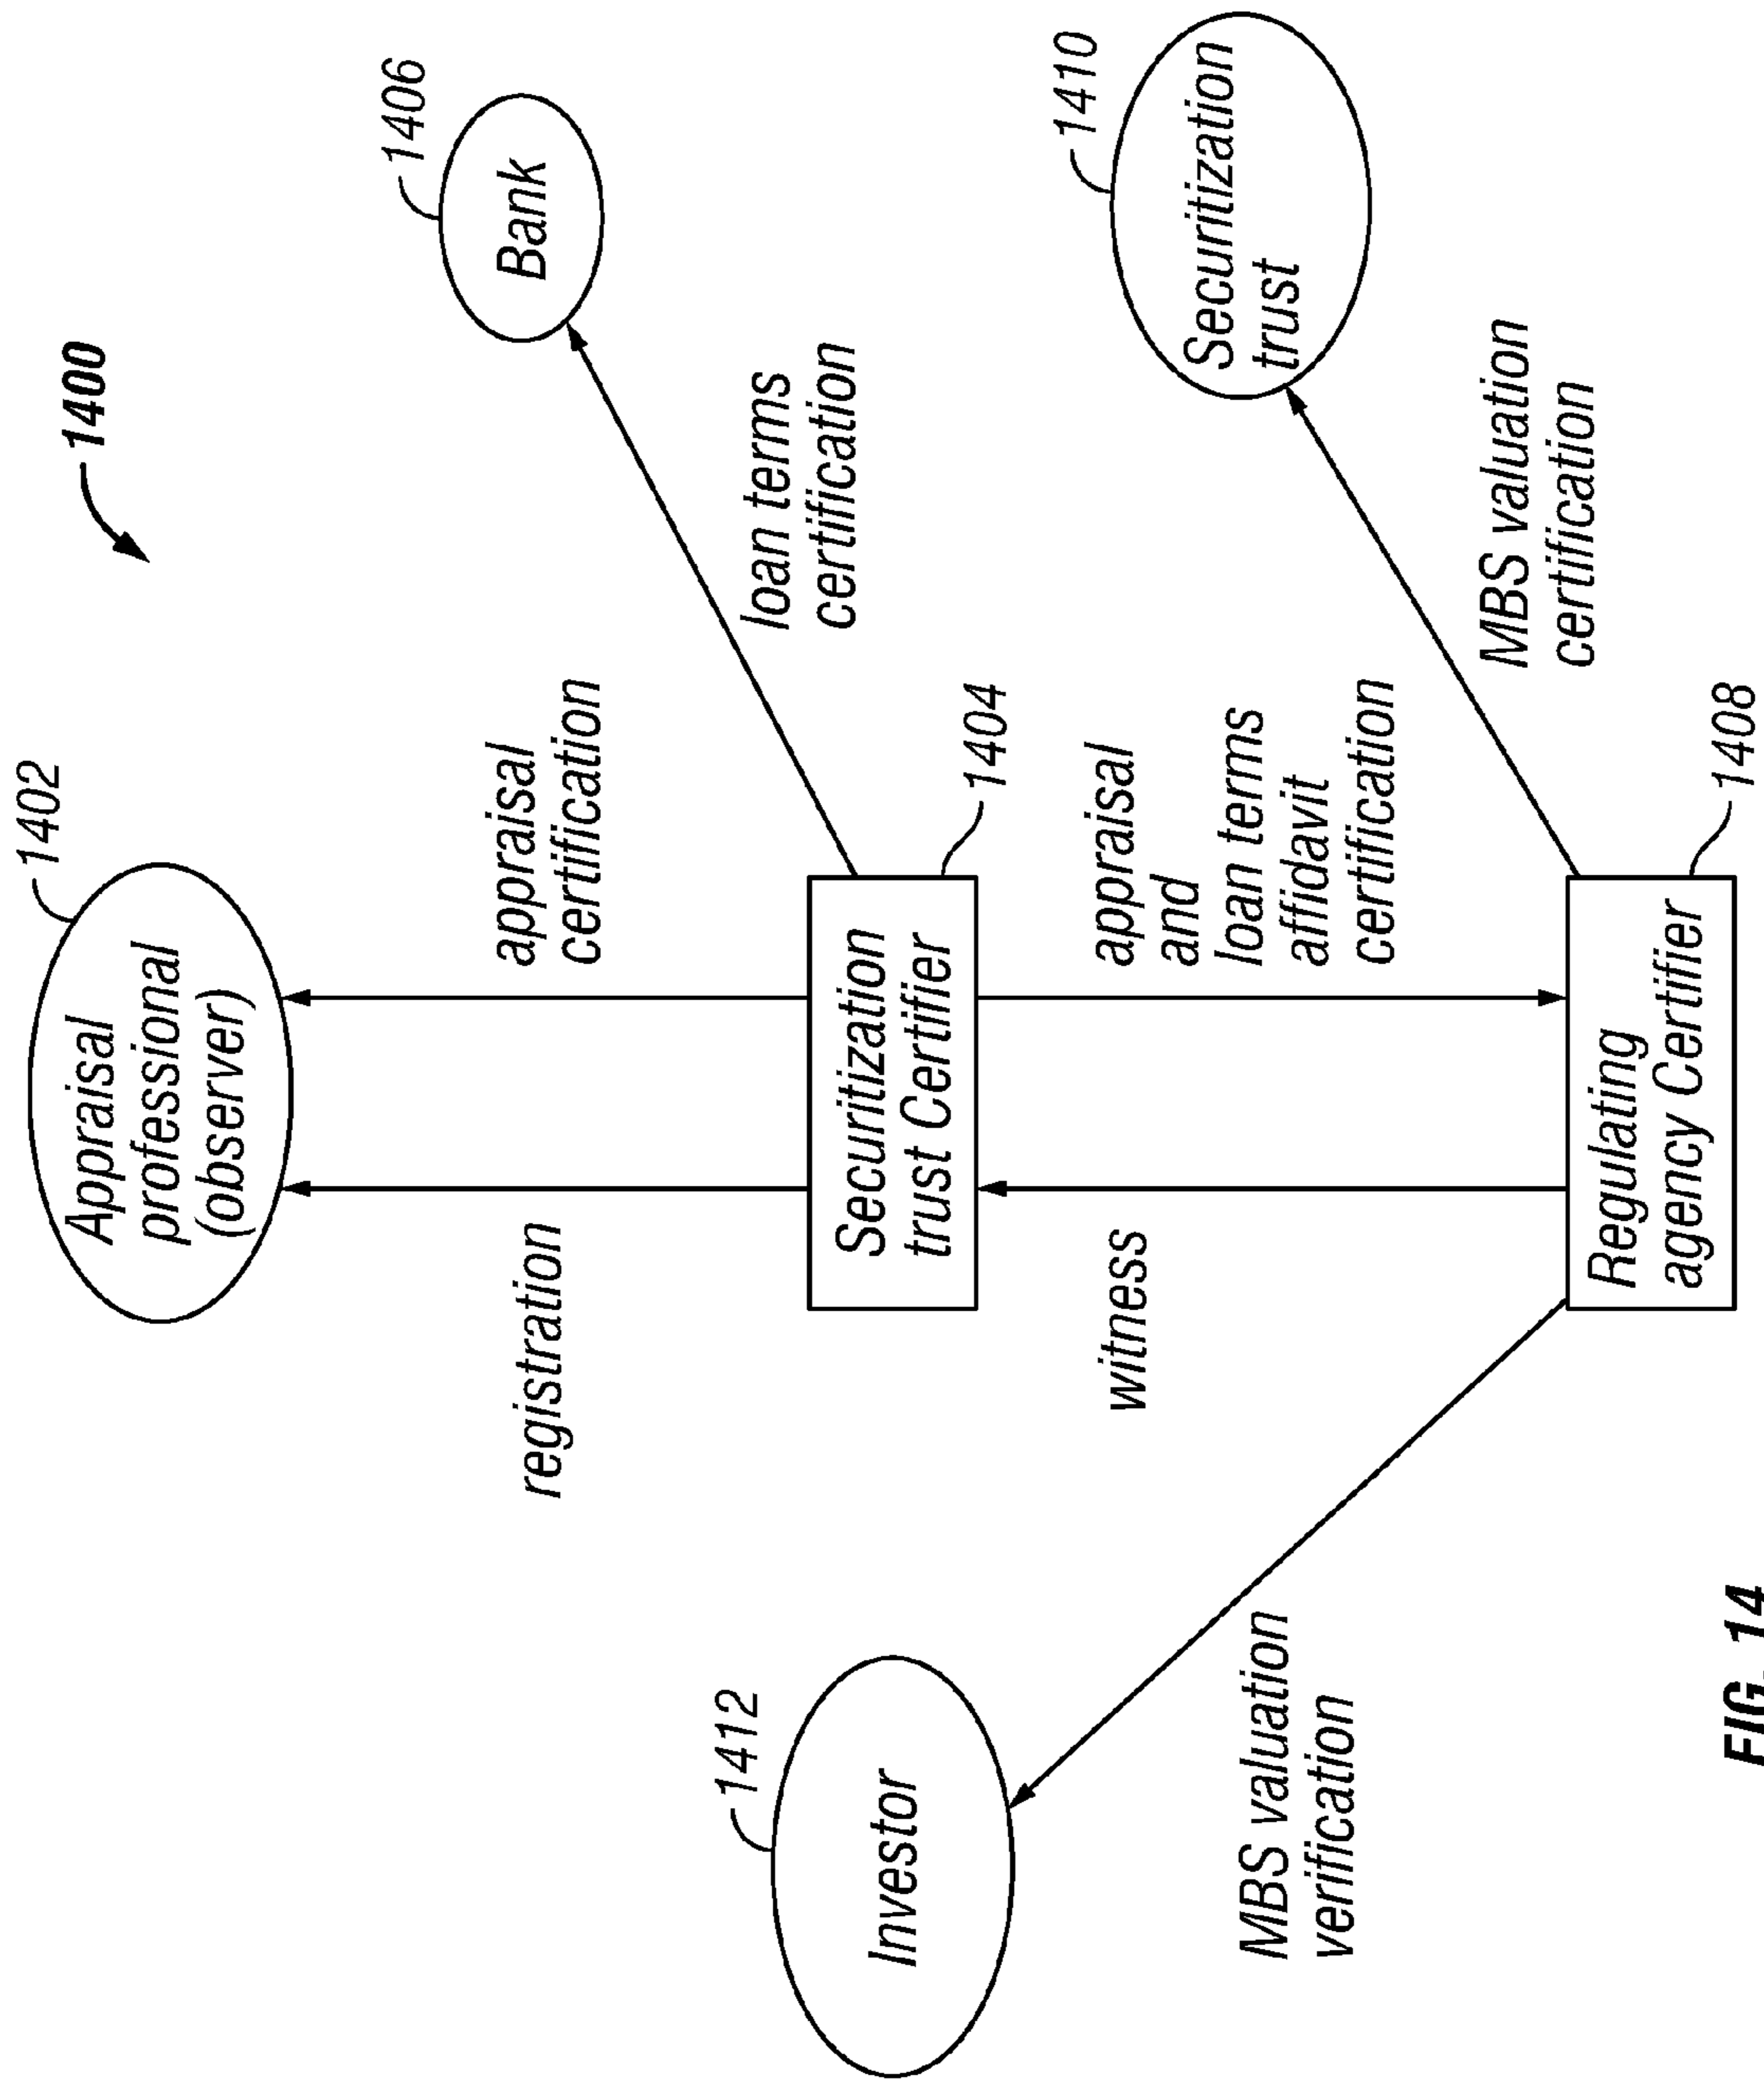 1400
1402
Appraisal
professional
(observer)
1406
Bank
registration
appraisal
certification
loan terms
certification
1412
Investor
Securitization
trust Certifier
1404
1410
Securitization
trust
witness
appraisal
and
loan terms
affidavit
certification
MBS valuation
verification
MBS valuation
certification
Regulating
agency Certifier
1408
FIG. 14